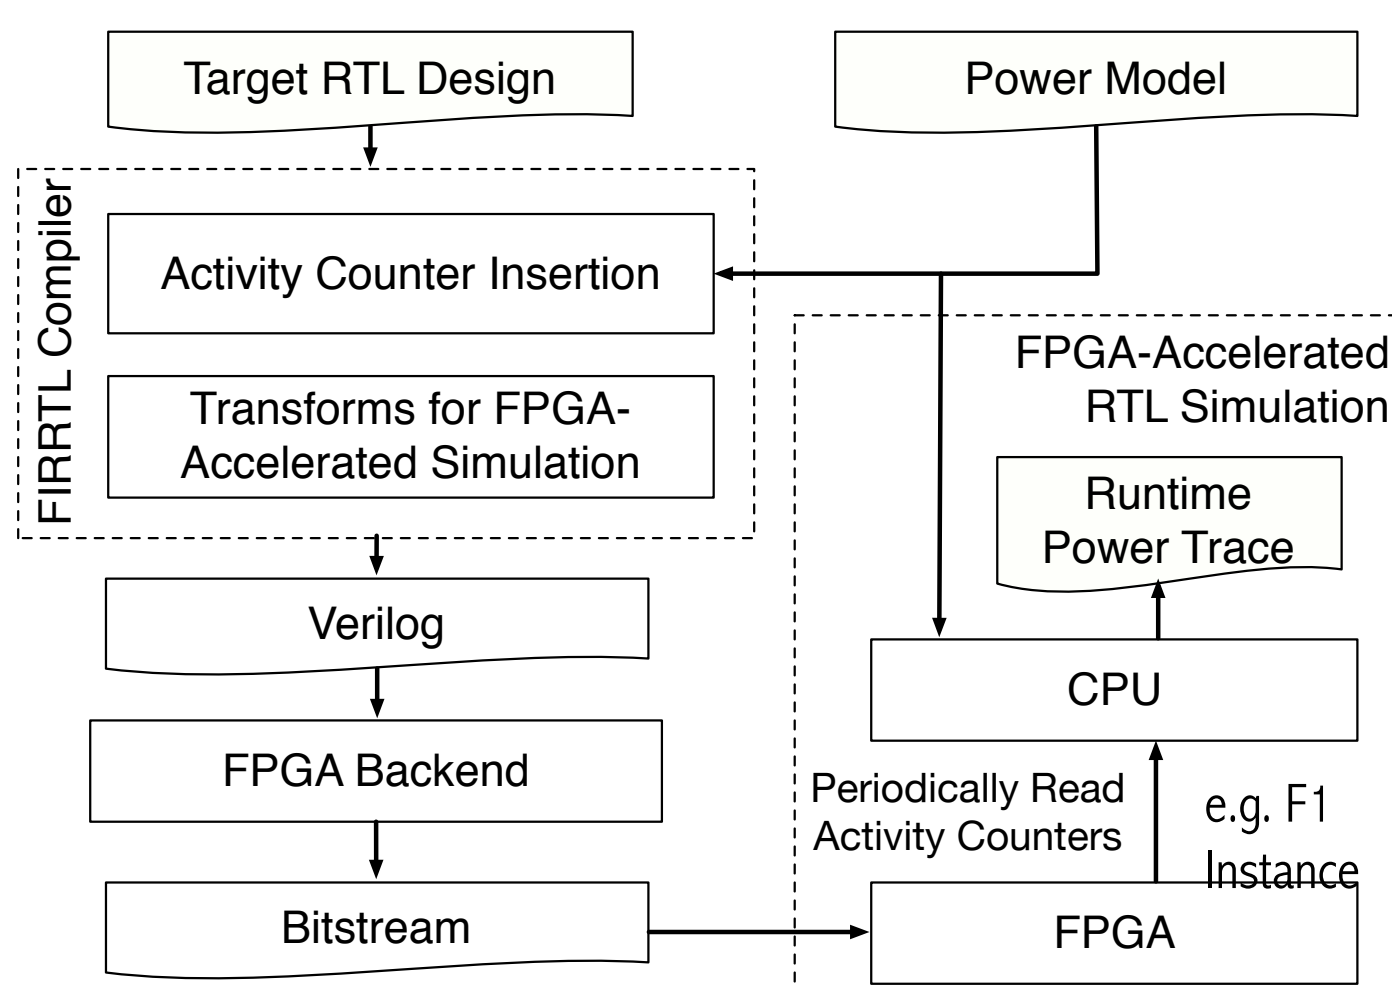 Target RTL Design
Power Model
FIRRTL Compiler
Activity Counter Insertion
Transforms for FPGA-
Accelerated Simulation
FPGA-Accelerated
RTL Simulation
Runtime
Power Trace
Verilog
CPU
FPGA Backend
Periodically Read
Activity Counters
e.g. F1
Instance
Bitstream
FPGA